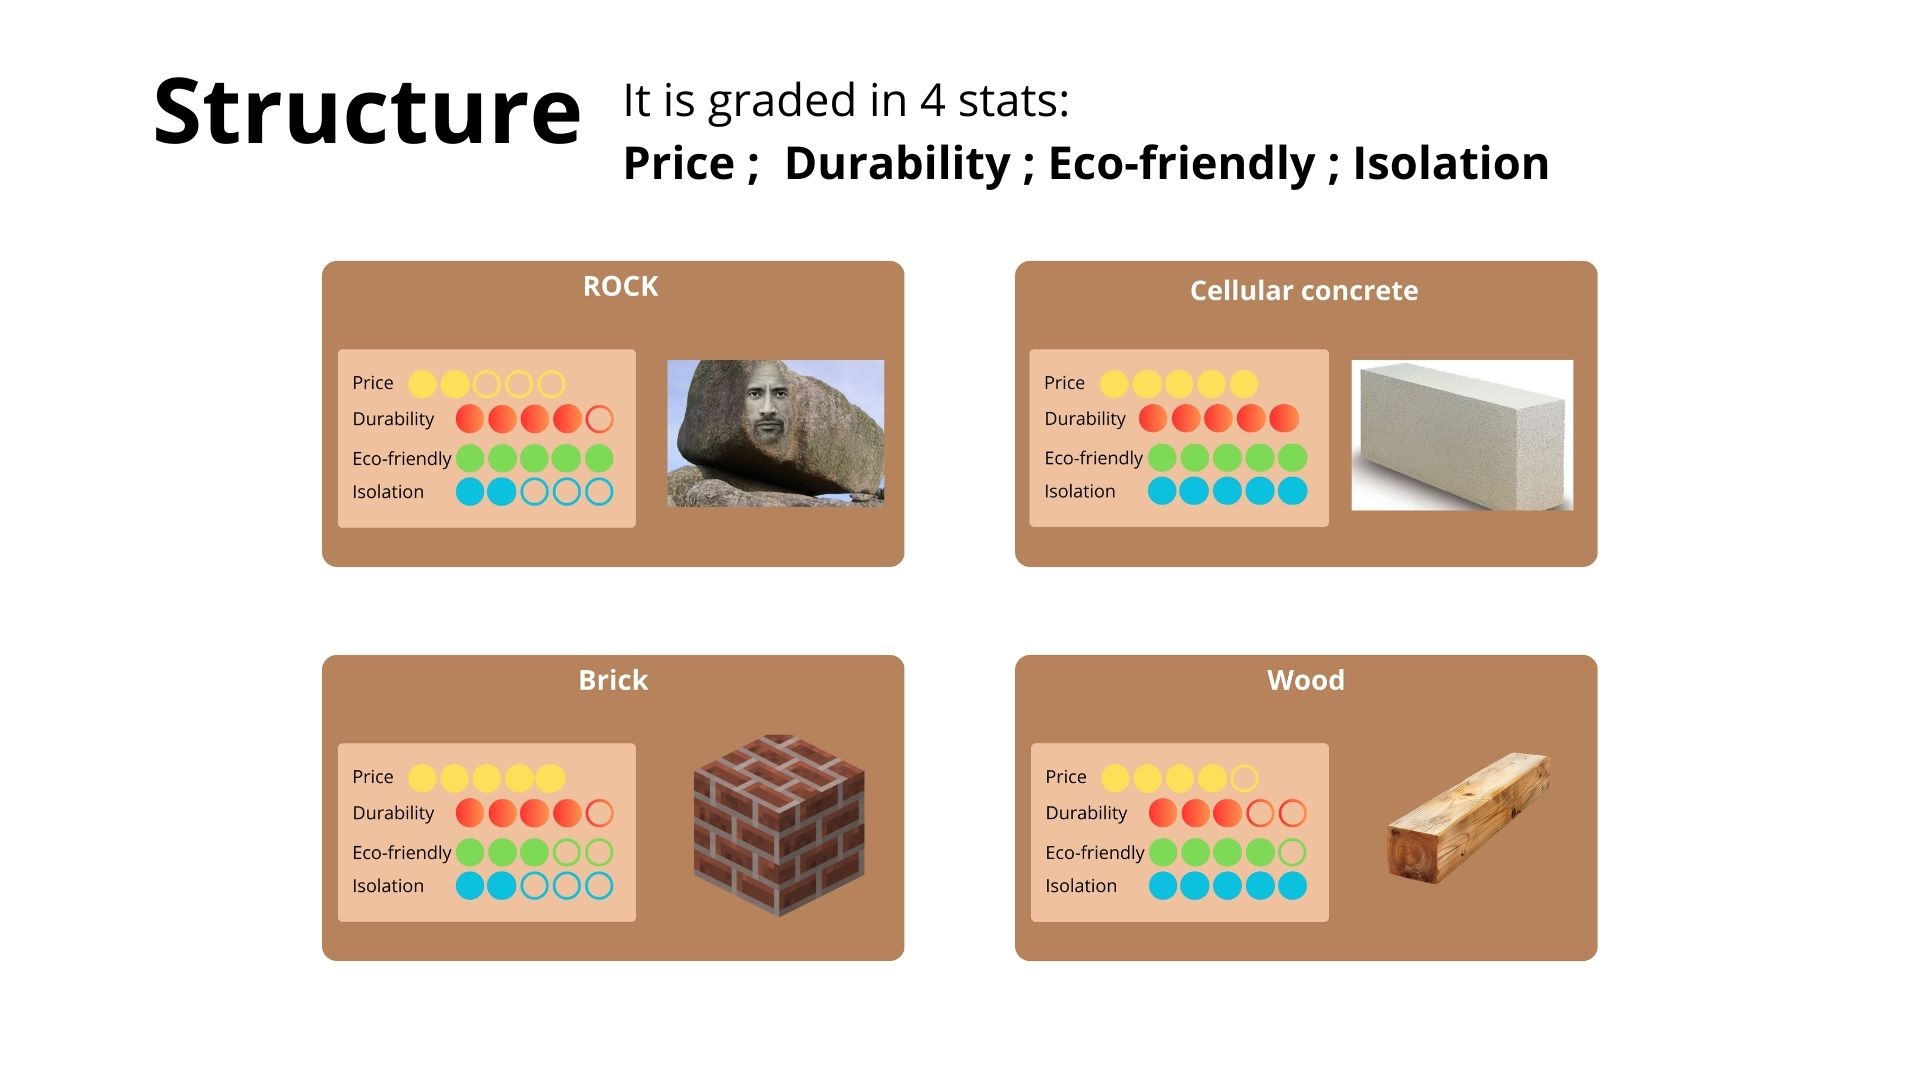 Structure
It is graded in 4 stats:
Price ;  Durability ; Eco-friendly ; Isolation
ROCK
Price
Durability
Eco-friendly
Isolation
Cellular concrete
Price
Durability
Eco-friendly
Isolation
Brick
Price
Durability
Eco-friendly
Isolation
Wood
Price
Durability
Eco-friendly
Isolation